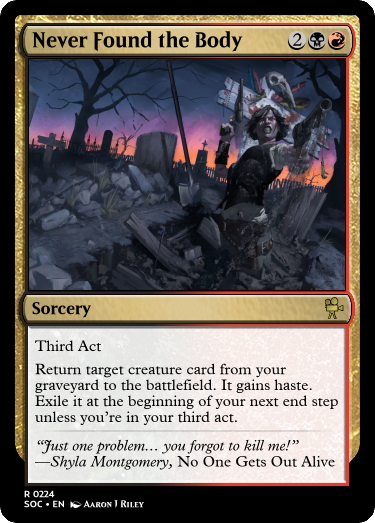 Never Found the Body 2
Sorcery
Third Act
Return target creature card from your
graveyard to the battlefield. It gains haste.
Exile it at the beginning of your next end step
unless you're in your third act.
"Just one problem… you forgot to kill me!"
—Shyla Montgomery, No One Gets Out Alive
R 0224
SOC • EN Aaron J Riley